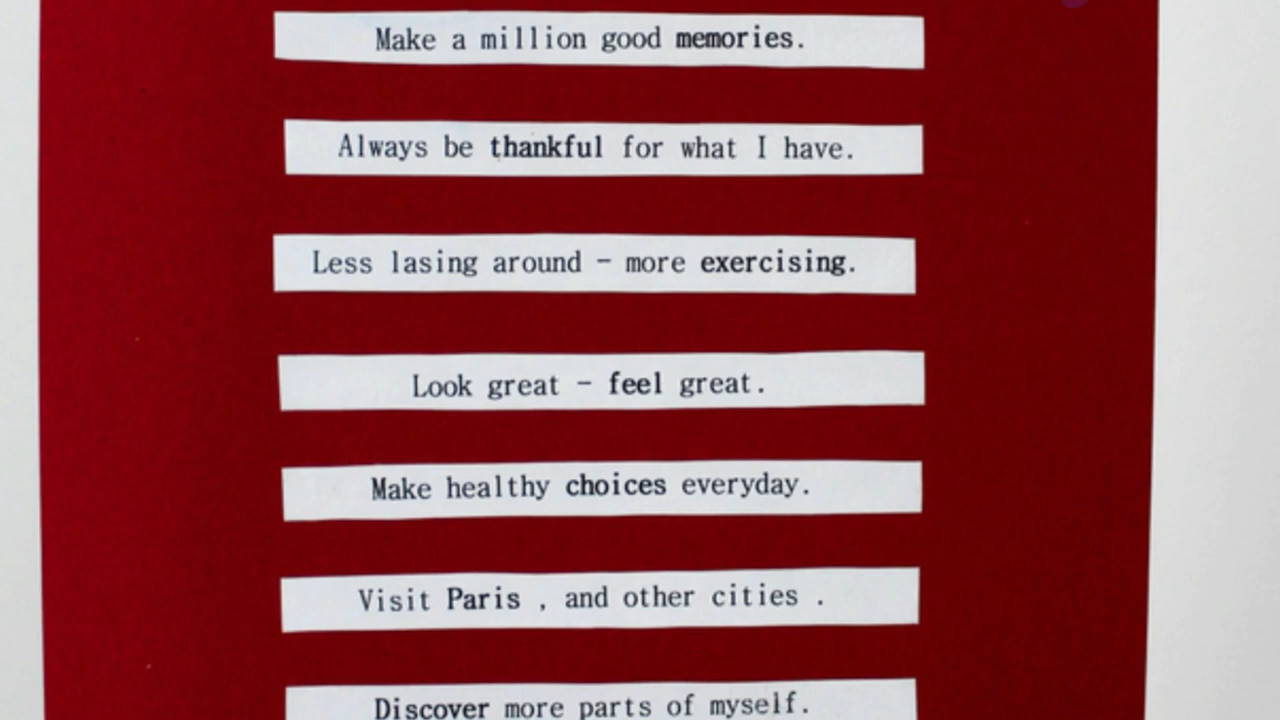 Make a million good memories.
Always be thankful for what I have.
Less lasing around - more exercising.
Look great - feel great.
Make healthy choices everyday.
Visit Paris , and other cities .
Discover more parts of myself.